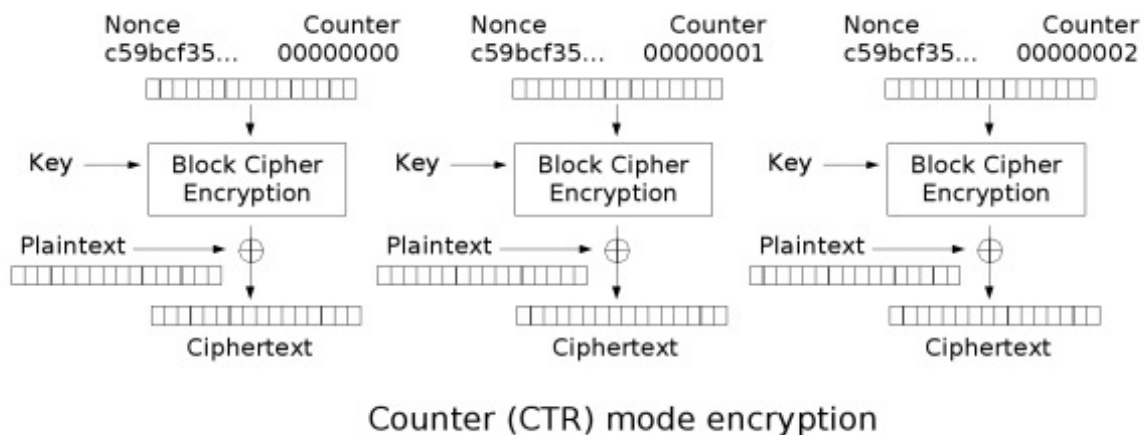 Nonce Counter Nonce Counter Nonce Counter
c59bcf35... 00000000 c59bcf35... 00000001 c59bcf35... 00000002
Key Block Cipher Encryption Key Block Cipher Encryption Key Block Cipher Encryption
Plaintext Plaintext Plaintext
Ciphertext Ciphertext Ciphertext
Counter (CTR) mode encryption